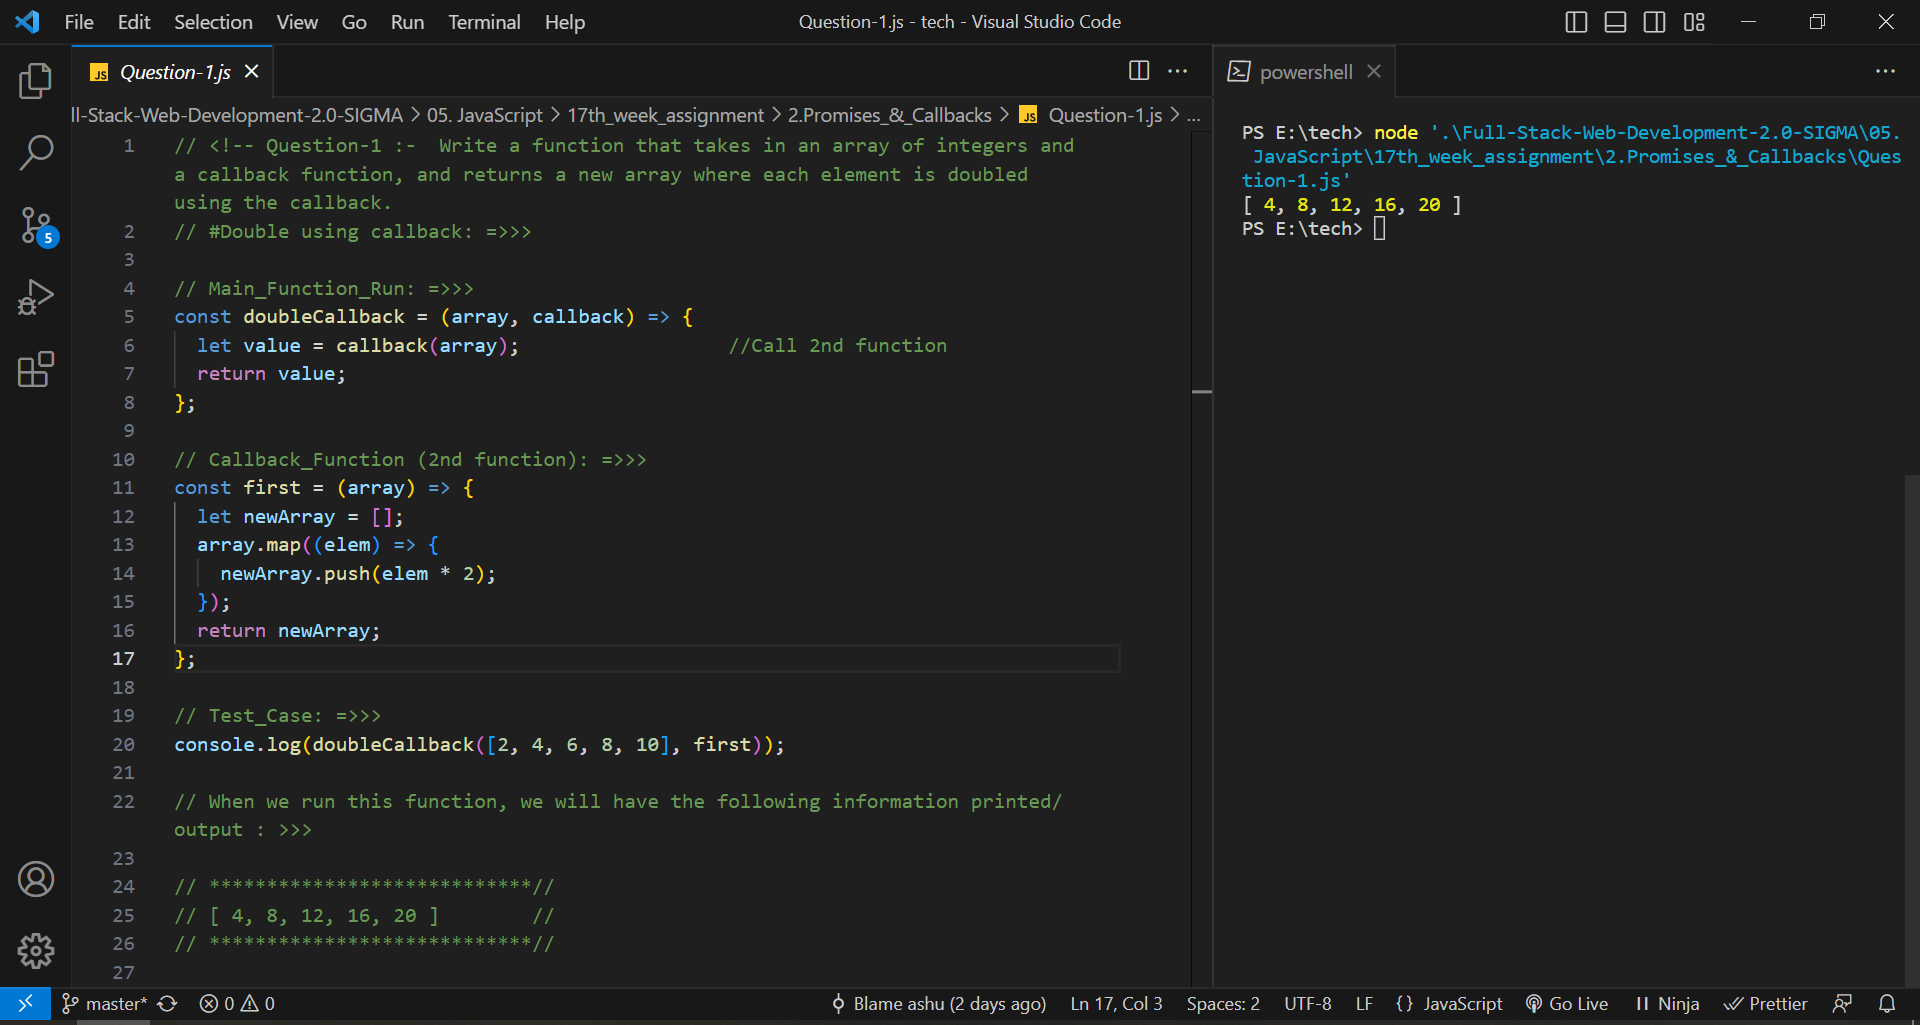 File Edit Selection View Go Run Terminal Help
Question-1.js - tech - Visual Studio Code
JS Question-1.js
powershell
ll-Stack-Web-Development-2.0-SIGMA > 05. JavaScript > 17th_week_assignment > 2.Promises_&_Callbacks > JS Question-1.js > ...
1 // <!-- Question-1 :-  Write a function that takes in an array of integers and
a callback function, and returns a new array where each element is doubled
using the callback.
2 // #Double using callback: =>>>
3
4 // Main_Function_Run: =>>>
5 const doubleCallback = (array, callback) => {
6   let value = callback(array);                  //Call 2nd function
7   return value;
8 };
9
10 // Callback_Function (2nd function): =>>>
11 const first = (array) => {
12   let newArray = [];
13   array.map((elem) => {
14     newArray.push(elem * 2);
15   });
16   return newArray;
17 };
18
19 // Test_Case: =>>>
20 console.log(doubleCallback([2, 4, 6, 8, 10], first));
21
22 // When we run this function, we will have the following information printed/
output : >>>
23
24 // ****************************//
25 // [ 4, 8, 12, 16, 20 ]        //
26 // ****************************//
27
PS E:\tech> node '.\Full-Stack-Web-Development-2.0-SIGMA\05.
 JavaScript\17th_week_assignment\2.Promises_&_Callbacks\Ques
tion-1.js'
[ 4, 8, 12, 16, 20 ]
PS E:\tech>
5
master* 0 0 Blame ashu (2 days ago) Ln 17, Col 3 Spaces: 2 UTF-8 LF {} JavaScript Go Live Ninja Prettier